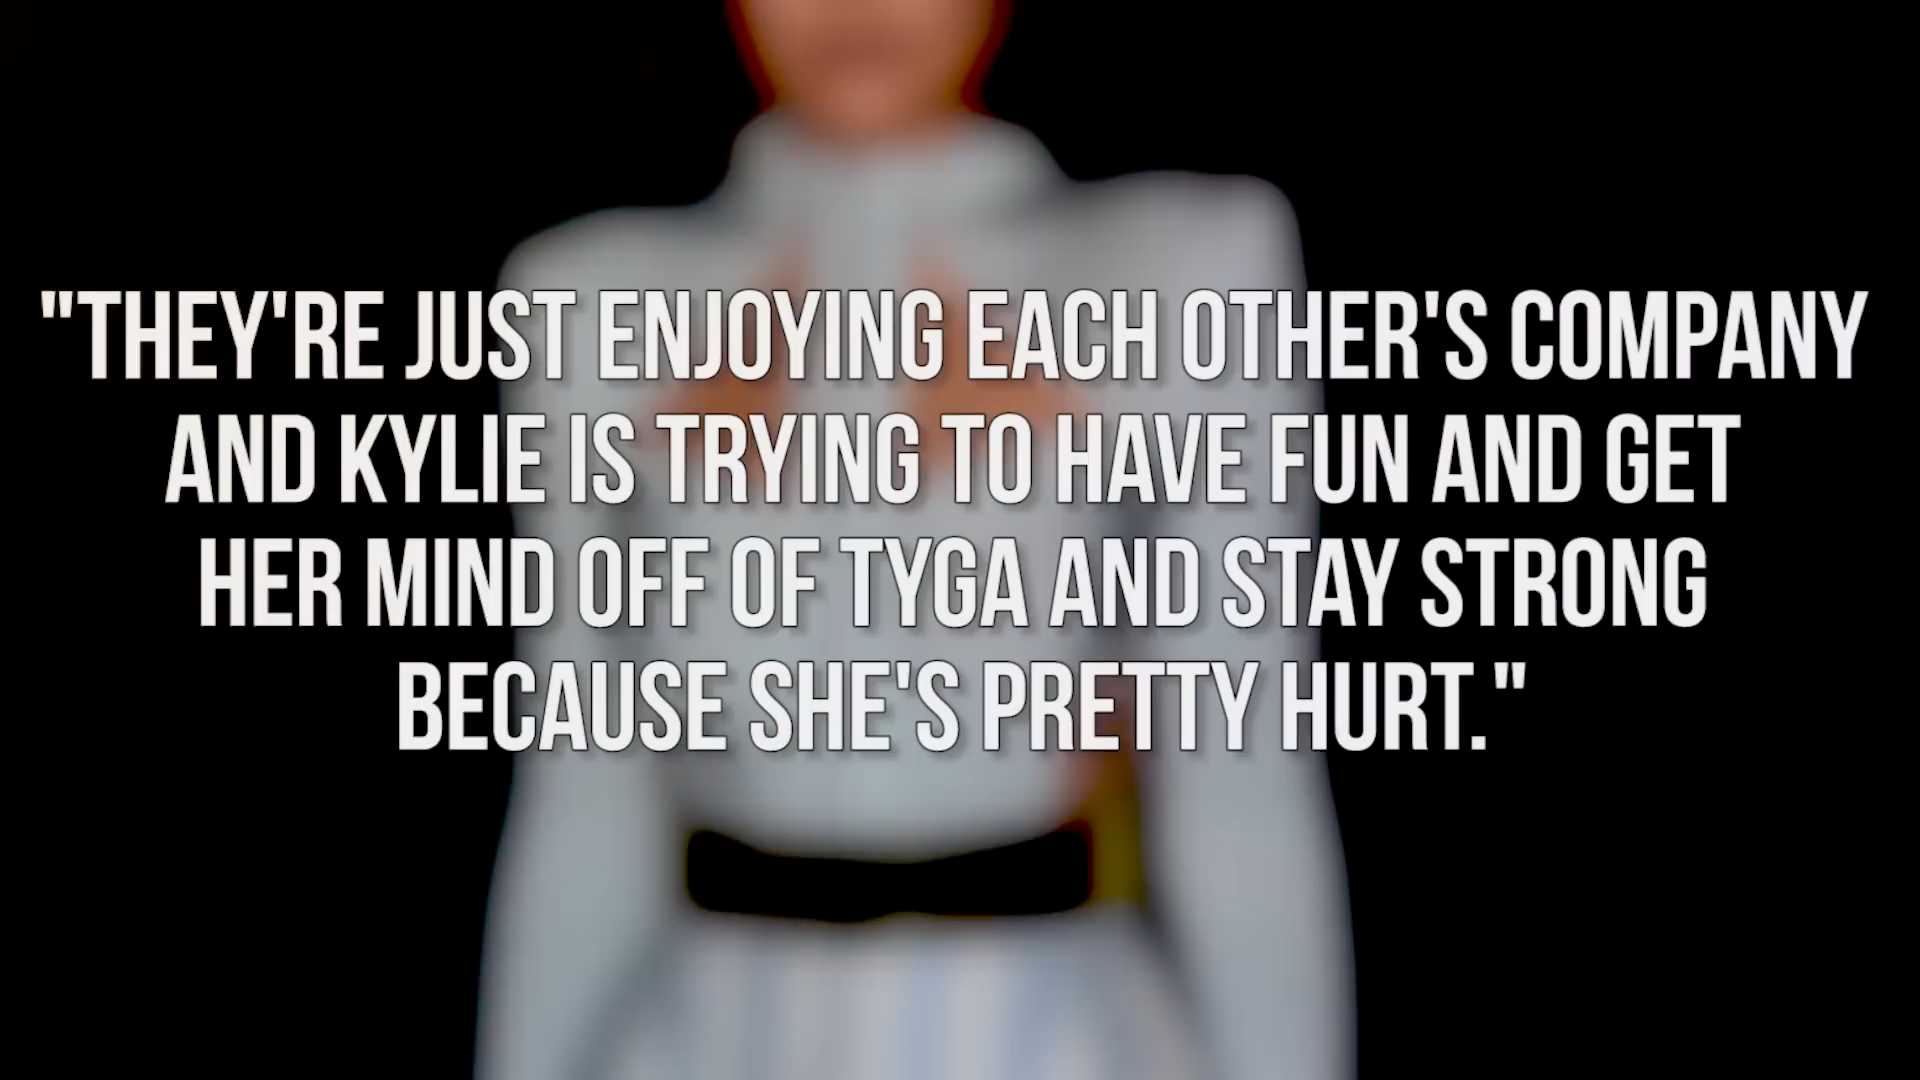 "THEY'RE JUST ENJOYING EACH OTHER'S COMPANY
AND KYLIE IS TRYING TO HAVE FUN AND GET
HER MIND OFF OF TYGA AND STAY STRONG
BECAUSE SHE'S PRETTY HURT."